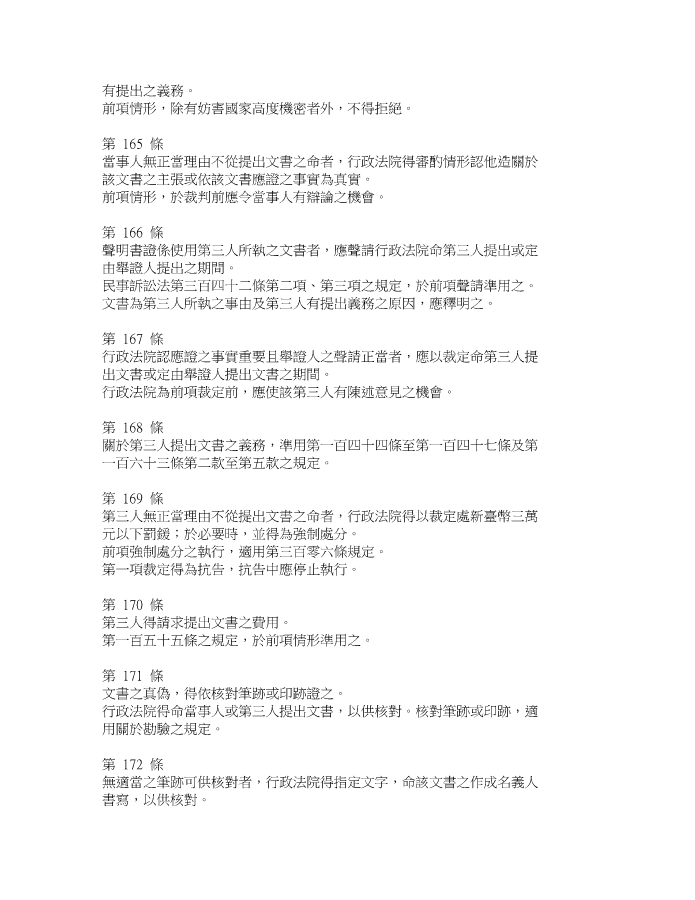 有提出之義務。
前項情形，除有妨害國家高度機密者外，不得拒絕。
第 165 條
當事人無正當理由不從提出文書之命者，行政法院得審酌情形認他造關於
該文書之主張或依該文書應證之事實為真實。
前項情形，於裁判前應令當事人有辯論之機會。
第 166 條
聲明書證係使用第三人所執之文書者，應聲請行政法院命第三人提出或定
由舉證人提出之期間。
民事訴訟法第三百四十二條第二項、第三項之規定，於前項聲請準用之。
文書為第三人所執之事由及第三人有提出義務之原因，應釋明之。
第 167 條
行政法院認應證之事實重要且舉證人之聲請正當者，應以裁定命第三人提
出文書或定由舉證人提出文書之期間。
行政法院為前項裁定前，應使該第三人有陳述意見之機會。
第 168 條
關於第三人提出文書之義務，準用第一百四十四條至第一百四十七條及第
一百六十三條第二款至第五款之規定。
第 169 條
第三人無正當理由不從提出文書之命者，行政法院得以裁定處新臺幣三萬
元以下罰鍰；於必要時，並得為強制處分。
前項強制處分之執行，適用第三百零六條規定。
第一項裁定得為抗告，抗告中應停止執行。
第 170 條
第三人得請求提出文書之費用。
第一百五十五條之規定，於前項情形準用之。
第 171 條
文書之真偽，得依核對筆跡或印跡證之。
行政法院得命當事人或第三人提出文書，以供核對。核對筆跡或印跡，適
用關於勘驗之規定。
第 172 條
無適當之筆跡可供核對者，行政法院得指定文字，命該文書之作成名義人
書寫，以供核對。